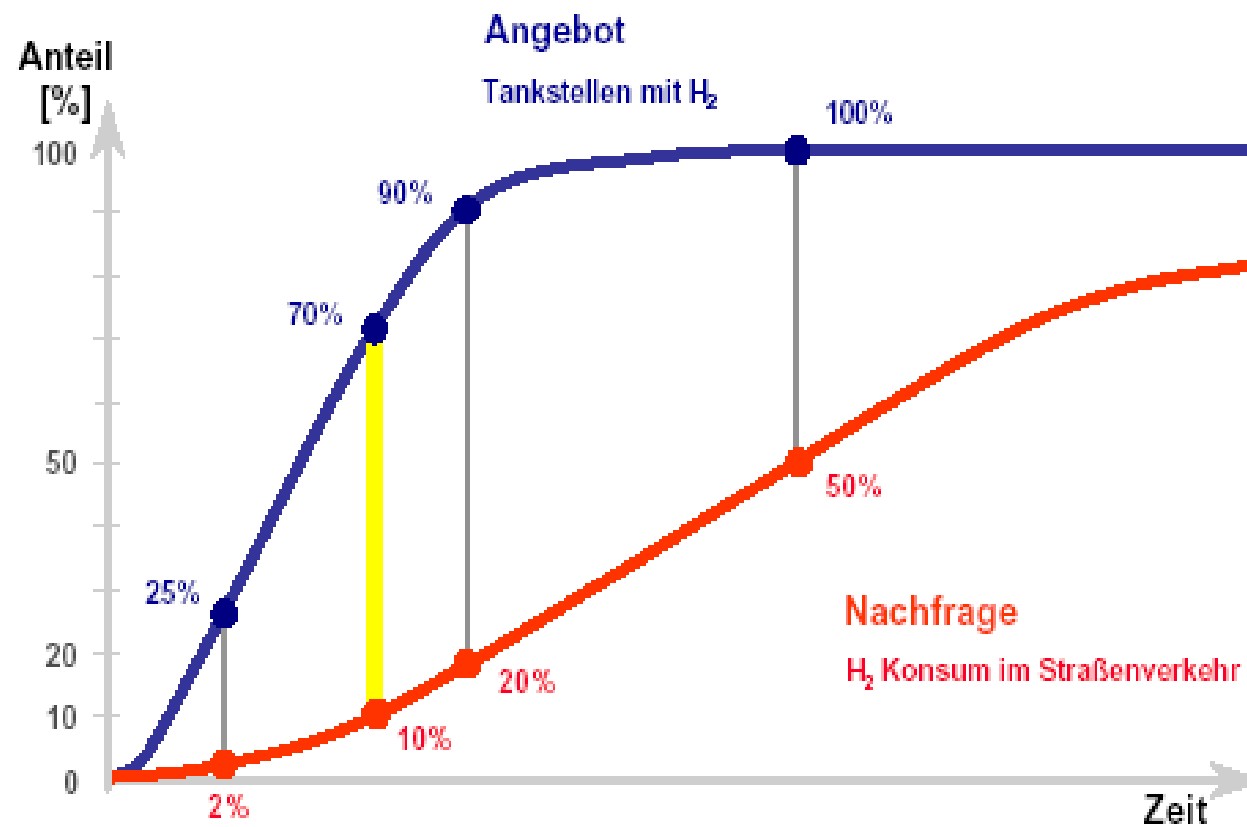 Angebot
Anteil
[%]
Tankstellen mit H₂
100%
100
90%
70%
50
50%
25%
Nachfrage
20
H₂ Konsum im Straßenverkehr
20%
10
10%
0
2%
Zeit